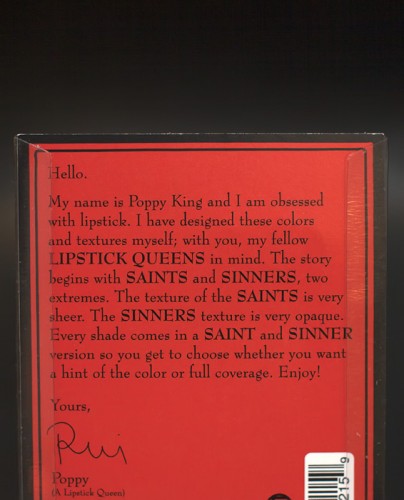 Hello.
My name is Poppy King and I am obsessed
with lipstick. I have designed these colors
and textures myself; with you, my fellow
LIPSTICK QUEENS in mind. The story
begins with SAINTS and SINNERS, two
extremes. The texture of the SAINTS is very
sheer. The SINNERS texture is very opaque.
Every shade comes in a SAINT and SINNER
version so you get to choose whether you want
a hint of the color or full coverage. Enjoy!
Yours,
Poppy
(A Lipstick Queen)
215 9